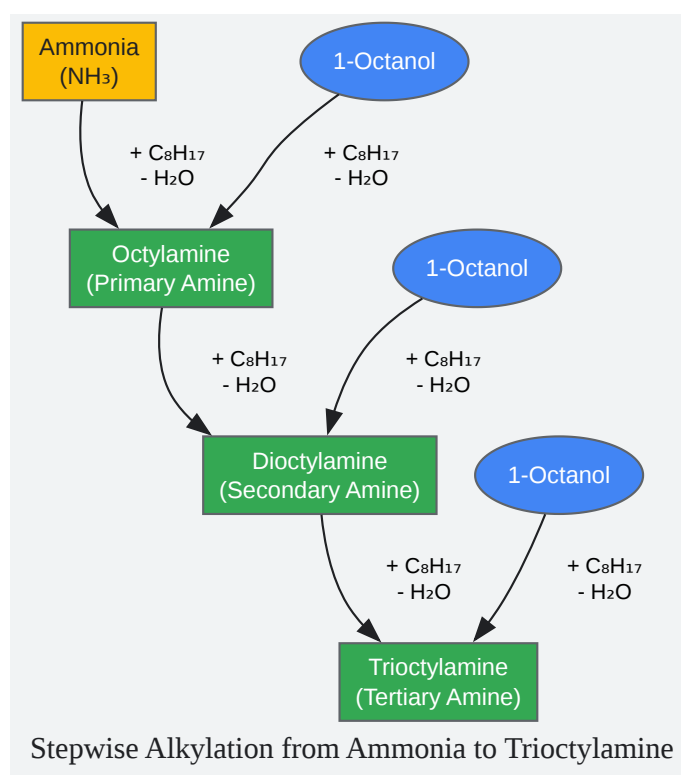 Ammonia
(NH₃)
1-Octanol
+ C₈H₁₇
- H₂O
+ C₈H₁₇
- H₂O
Octylamine
(Primary Amine)
1-Octanol
+ C₈H₁₇
- H₂O
+ C₈H₁₇
- H₂O
Dioctylamine
(Secondary Amine)
1-Octanol
+ C₈H₁₇
- H₂O
+ C₈H₁₇
- H₂O
Trioctylamine
(Tertiary Amine)
Stepwise Alkylation from Ammonia to Trioctylamine